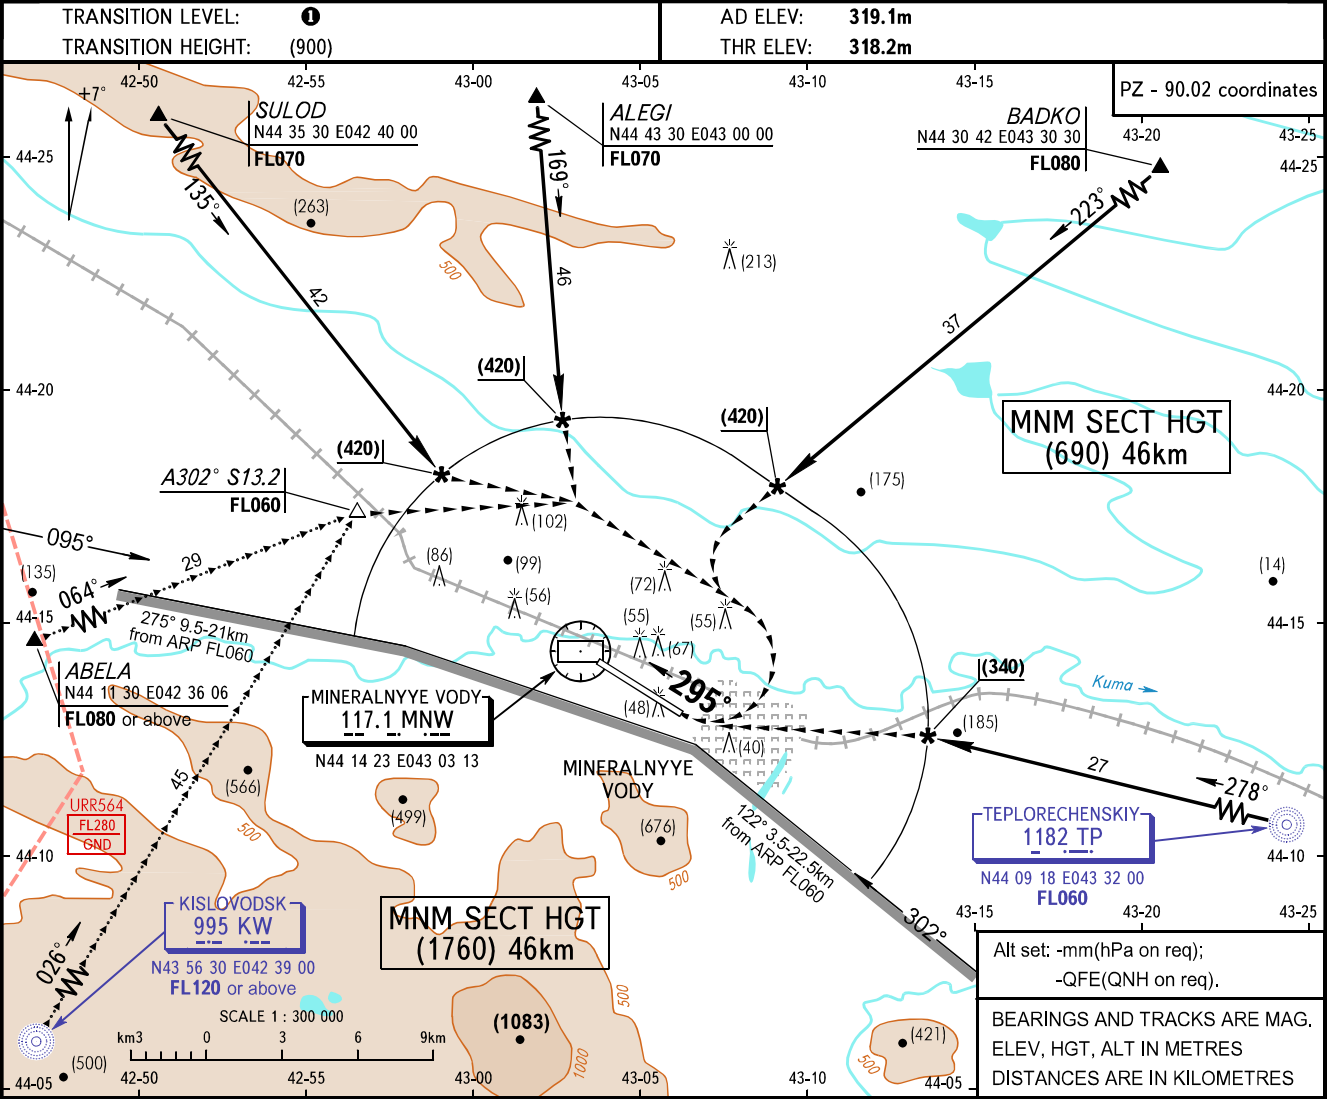 TRANSITION LEVEL: ❶
TRANSITION HEIGHT: (900)
AD ELEV: 319.1m
THR ELEV: 318.2m
42-50
42-55
43-00
43-05
43-10
43-15
PZ - 90.02 coordinates
43-20
43-25
+7°
SULOD
N44 35 30 E042 40 00
FL070
ALEGI
N44 43 30 E043 00 00
FL070
BADKO
N44 30 42 E043 30 30
FL080
44-25
44-25
135°
169°
223°
(263)
500
(213)
42
46
37
(420)
44-20
44-20
(420)
(420)
MNM SECT HGT
(690) 46km
A302° S13.2
FL060
(175)
(102)
095°
29
(86)
(99)
(72)
(14)
(135)
064°
(56)
(55)
(55)
44-15
44-15
275° 9.5-21km
from ARP FL060
(67)
ABELA
N44 11 30 E042 36 06
FL080 or above
295°
(340)
Kuma
MINERALNYYE VODY
117.1 MNW
N44 14 23 E043 03 13
(48)
(40)
(185)
27
278°
MINERALNYYE
VODY
45
(566)
500
(499)
(676)
500
122° 3.5-22.5km
from ARP FL060
URR564
FL280
GND
TEPLORECHENSKIY
1182 TP
N44 09 18 E043 32 00
FL060
44-10
44-10
KISLOVODSK
995 KW
N43 56 30 E042 39 00
FL120 or above
026°
MNM SECT HGT
(1760) 46km
302°
43-15
43-20
43-25
Alt set: -mm(hPa on req);
-QFE(QNH on req).
SCALE 1 : 300 000
km3 0 3 6 9km
500
(1083)
1000
(421)
500
(500)
BEARINGS AND TRACKS ARE MAG.
ELEV, HGT, ALT IN METRES
DISTANCES ARE IN KILOMETRES
44-05
42-50
42-55
43-00
43-05
43-10
44-05